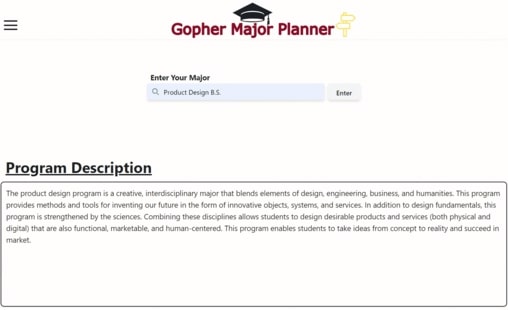 Gopher Major Planner
Enter Your Major
Product Design B.S.
Enter
Program Description
The product design program is a creative, interdisciplinary major that blends elements of design, engineering, business, and humanities. This program
provides methods and tools for inventing our future in the form of innovative objects, systems, and services. In addition to design fundamentals, this
program is strengthened by the sciences. Combining these disciplines allows students to design desirable products and services (both physical and
digital) that are also functional, marketable, and human-centered. This program enables students to take ideas from concept to reality and succeed in
market.